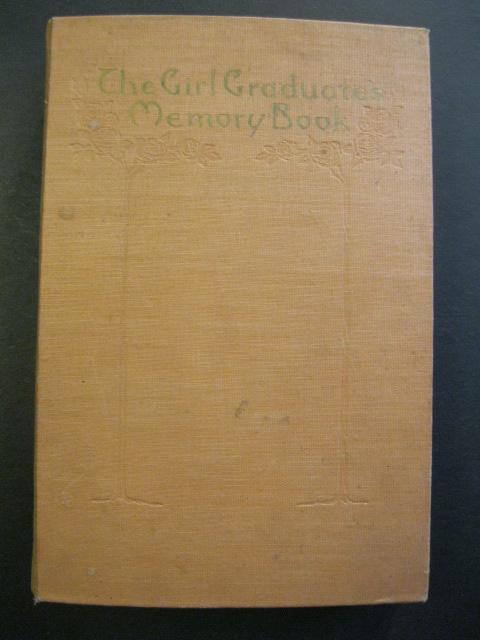 The Girl Graduate's
Memory Book